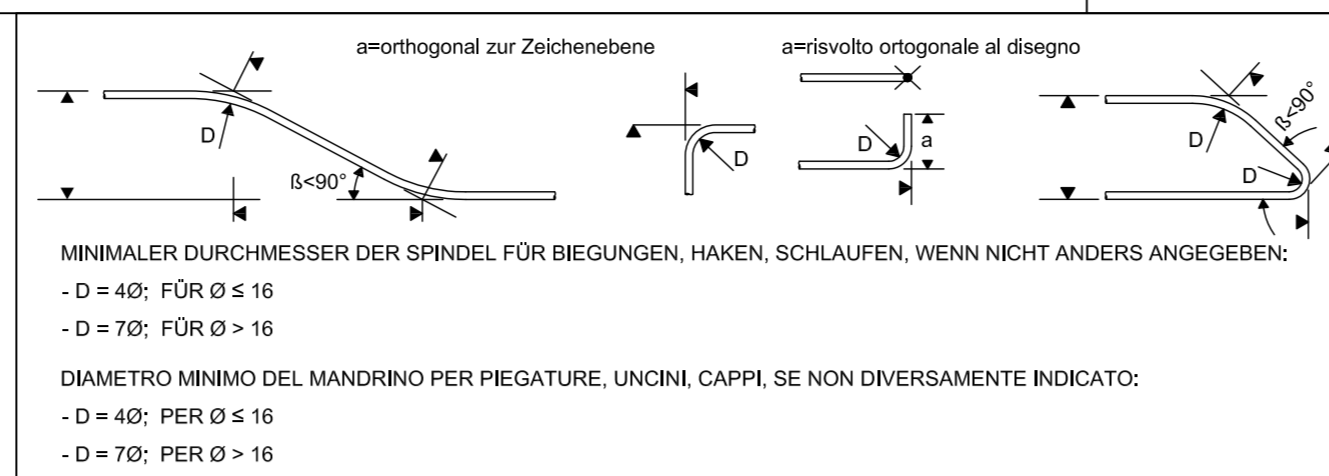 a=orthogonal zur Zeichenebene
a=risvolto ortogonale al disegno
D
ß<90°
D
D
a
D
ß<90°
D
MINIMALER DURCHMESSER DER SPINDEL FÜR BIEGUNGEN, HAKEN, SCHLAUFEN, WENN NICHT ANDERS ANGEGEBEN:
- D = 4Ø; FÜR Ø ≤ 16
- D = 7Ø; FÜR Ø > 16
DIAMETRO MINIMO DEL MANDRINO PER PIEGATURE, UNCINI, CAPPI, SE NON DIVERSAMENTE INDICATO:
- D = 4Ø; PER Ø ≤ 16
- D = 7Ø; PER Ø > 16